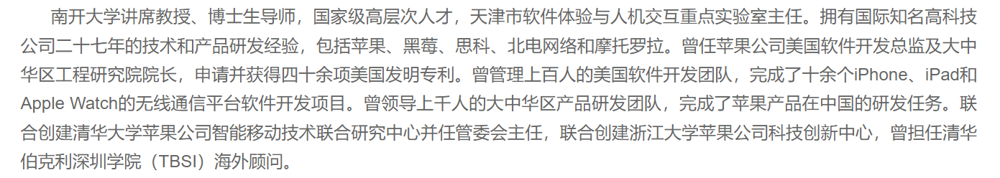 南开大学讲席教授、博士生导师，国家级高层次人才，天津市软件体验与人机交互重点实验室主任。拥有国际知名高科技
公司二十七年的技术和产品研发经验，包括苹果、黑莓、思科、北电网络和摩托罗拉。曾任苹果公司美国软件开发总监及大中
华区工程研究院院长，申请并获得四十余项美国发明专利。曾管理上百人的美国软件开发团队，完成了十余个iPhone、iPad和
Apple Watch的无线通信平台软件开发项目。曾领导上千人的大中华区产品研发团队，完成了苹果产品在中国的研发任务。联
合创建清华大学苹果公司智能移动技术联合研究中心并任管委会主任，联合创建浙江大学苹果公司科技创新中心，曾担任清华
伯克利深圳学院（TBSI）海外顾问。